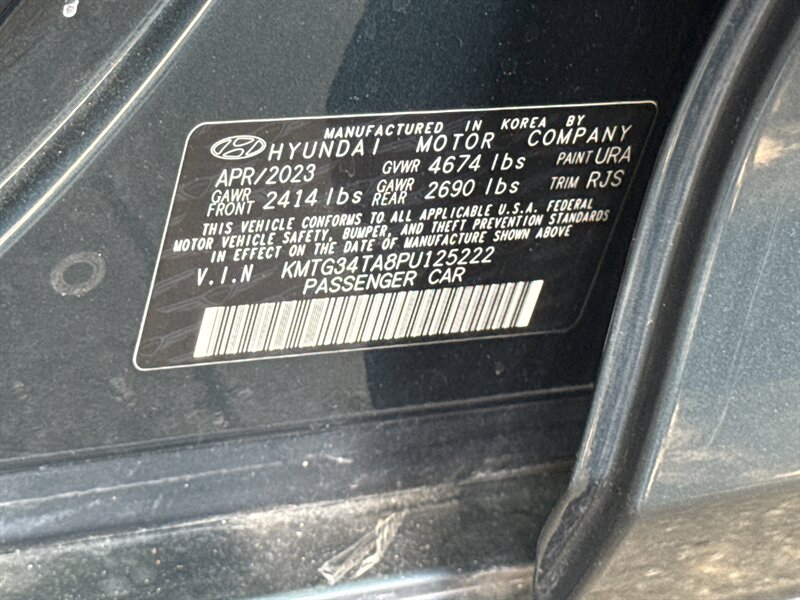 MANUFACTURED IN KOREA BY
HYUNDAI MOTOR COMPANY
APR/2023 GVWR 4674 lbs PAINT URA
GAWR FRONT 2414 lbs GAWR REAR 2690 lbs TRIM RJS
THIS VEHICLE CONFORMS TO ALL APPLICABLE U.S.A. FEDERAL
MOTOR VEHICLE SAFETY, BUMPER, AND THEFT PREVENTION STANDARDS
IN EFFECT ON THE DATE OF MANUFACTURE SHOWN ABOVE
V.I.N KMTG34TA8PU125222
PASSENGER CAR